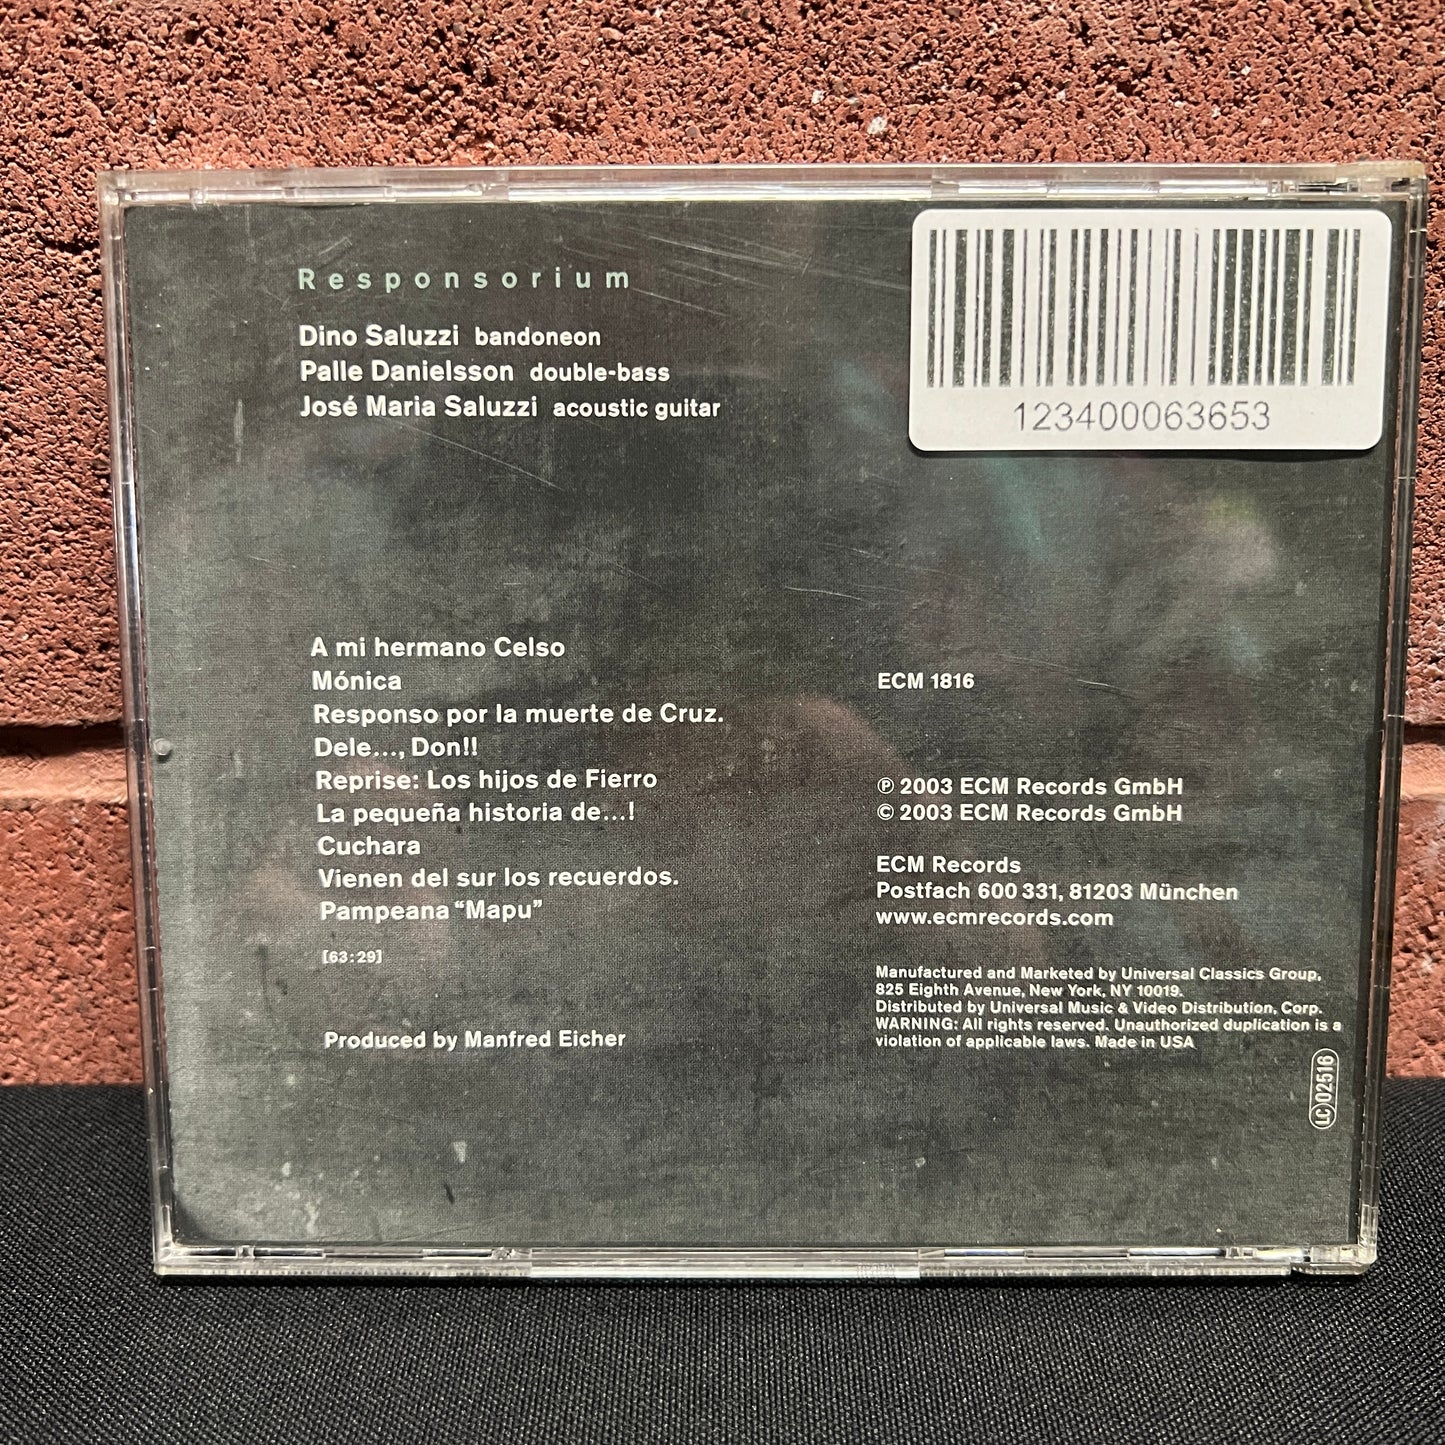 Responsorium
Dino Saluzzi bandoneon
Palle Danielsson double-bass
José Maria Saluzzi acoustic guitar
123400063653
A mi hermano Celso
Mónica
Responso por la muerte de Cruz.
Dele..., Don!!
Reprise: Los hijos de Fierro
La pequeña historia de...!
Cuchara
Vienen del sur los recuerdos.
Pampeana “Mapu”
[63:29]
Produced by Manfred Eicher
ECM 1816
℗ 2003 ECM Records GmbH
© 2003 ECM Records GmbH
ECM Records
Postfach 600 331, 81203 München
www.ecmrecords.com
Manufactured and Marketed by Universal Classics Group,
825 Eighth Avenue, New York, NY 10019.
Distributed by Universal Music & Video Distribution, Corp.
WARNING: All rights reserved. Unauthorized duplication is a
violation of applicable laws. Made in USA
LC 02516